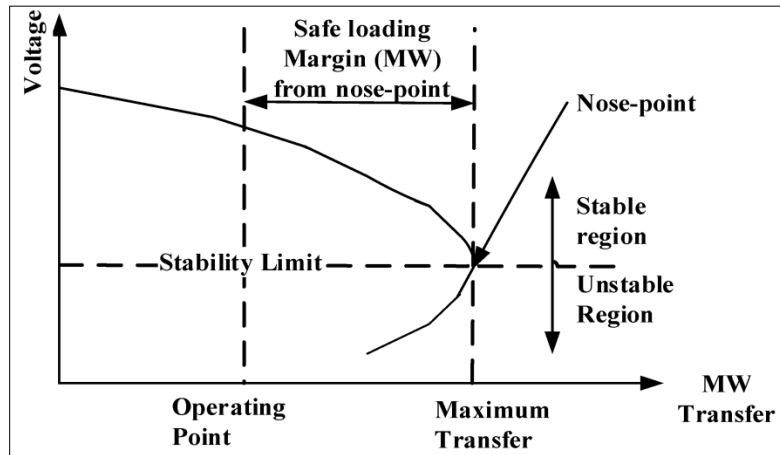 Voltage
Safe loading
Margin (MW)
from nose-point
Nose-point
Stable
region
Stability Limit
Unstable
Region
Operating
Point
Maximum
Transfer
MW
Transfer